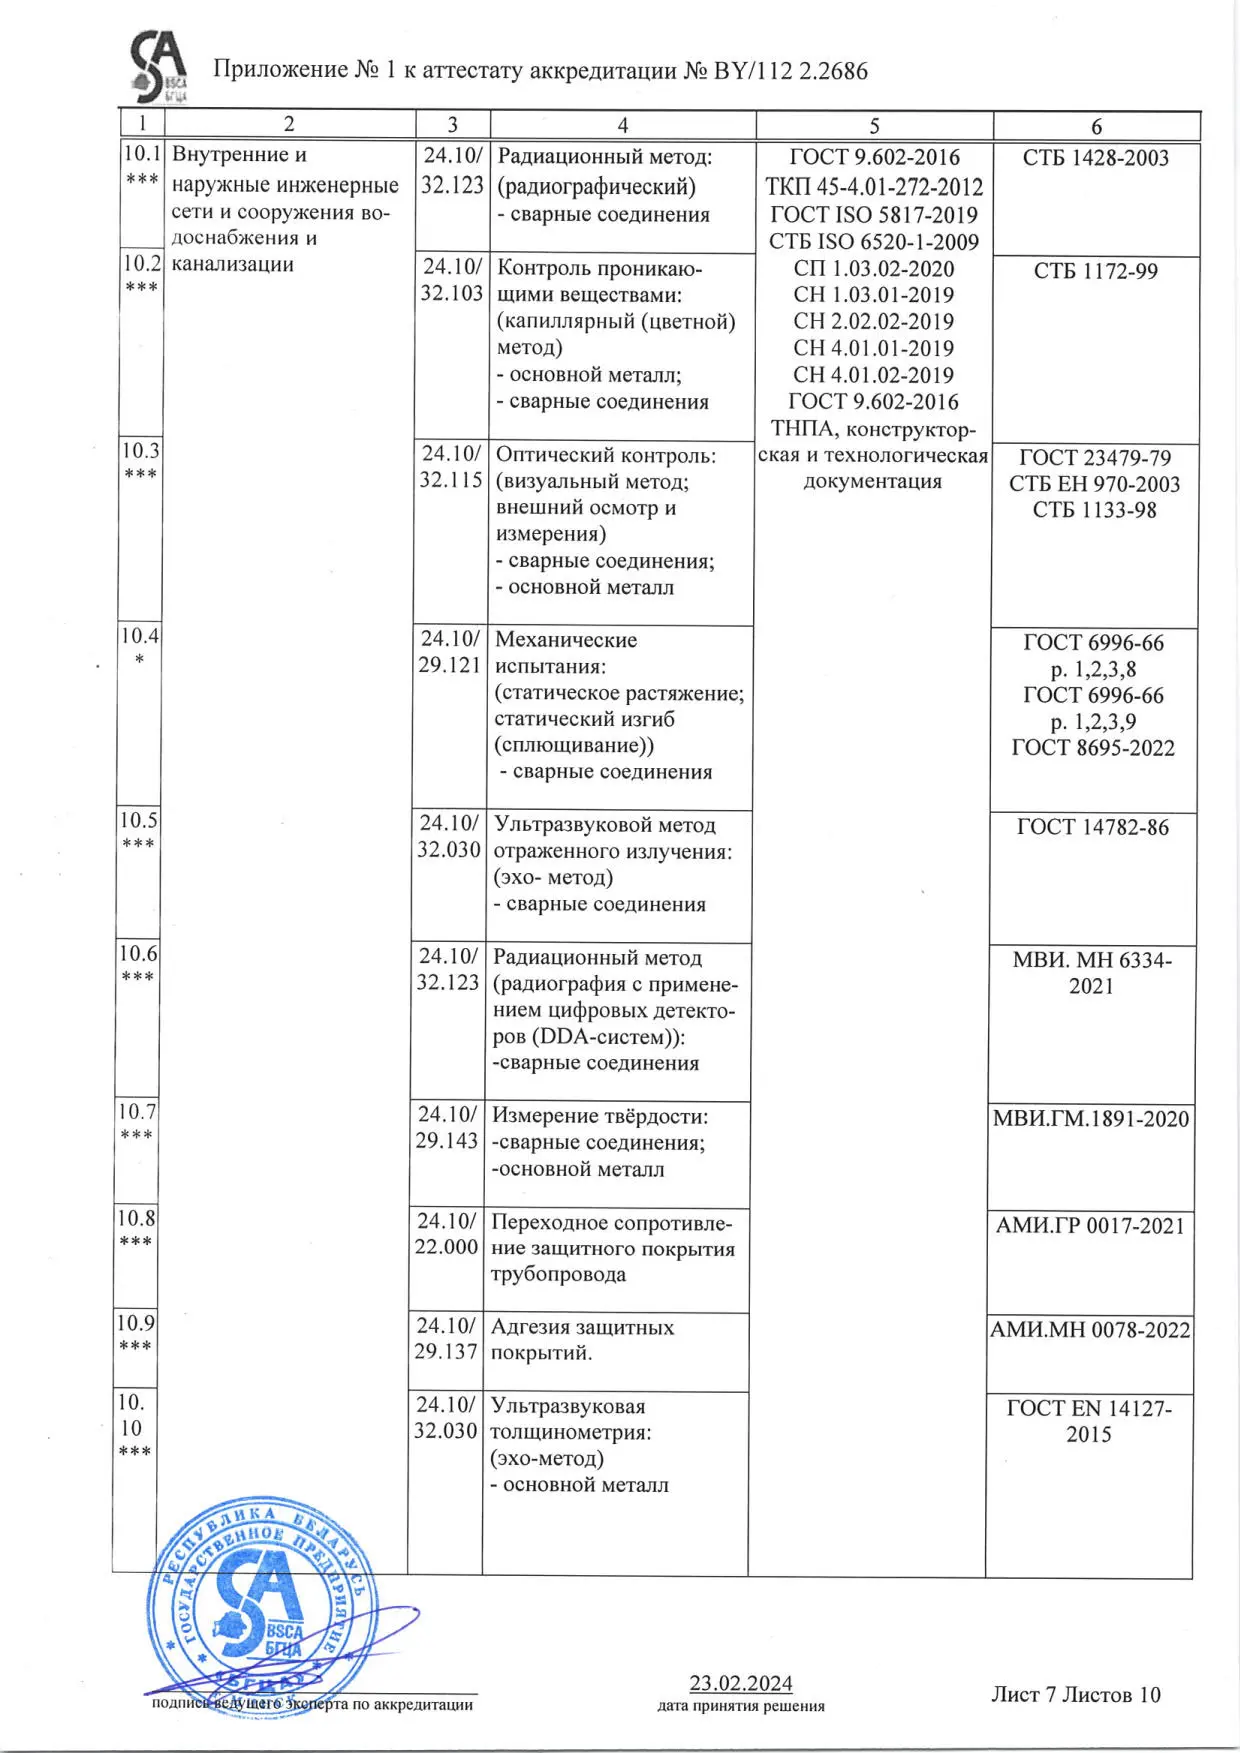 BSCA
БГЦА
Приложение № 1 к аттестату аккредитации № BY/112 2.2686
1 2 3 4 5 6
10.1
***
Внутренние и
наружные инженерные
сети и сооружения во-
доснабжения и
канализации
24.10/
32.123
Радиационный метод:
(радиографический)
- сварные соединения
ГОСТ 9.602-2016
ТКП 45-4.01-272-2012
ГОСТ ISO 5817-2019
СТБ ISO 6520-1-2009
СП 1.03.02-2020
СН 1.03.01-2019
СН 2.02.02-2019
СН 4.01.01-2019
СН 4.01.02-2019
ГОСТ 9.602-2016
ТНПА, конструктор-
ская и технологическая
документация
СТБ 1428-2003
10.2
***
24.10/
32.103
Контроль проникаю-
щими веществами:
(капиллярный (цветной)
метод)
- основной металл;
- сварные соединения
СТБ 1172-99
10.3
***
24.10/
32.115
Оптический контроль:
(визуальный метод;
внешний осмотр и
измерения)
- сварные соединения;
- основной металл
ГОСТ 23479-79
СТБ ЕН 970-2003
СТБ 1133-98
10.4
*
24.10/
29.121
Механические
испытания:
(статическое растяжение;
статический изгиб
(сплющивание))
- сварные соединения
ГОСТ 6996-66
р. 1,2,3,8
ГОСТ 6996-66
р. 1,2,3,9
ГОСТ 8695-2022
10.5
***
24.10/
32.030
Ультразвуковой метод
отраженного излучения:
(эхо- метод)
- сварные соединения
ГОСТ 14782-86
10.6
***
24.10/
32.123
Радиационный метод
(радиография с примене-
нием цифровых детекто-
ров (DDA-систем)):
-сварные соединения
МВИ. МН 6334-
2021
10.7
***
24.10/
29.143
Измерение твёрдости:
-сварные соединения;
-основной металл
МВИ.ГМ.1891-2020
10.8
***
24.10/
22.000
Переходное сопротивле-
ние защитного покрытия
трубопровода
АМИ.ГР 0017-2021
10.9
***
24.10/
29.137
Адгезия защитных
покрытий.
АМИ.МН 0078-2022
10.
10
***
24.10/
32.030
Ультразвуковая
толщинометрия:
(эхо-метод)
- основной металл
ГОСТ EN 14127-
2015
РЕСПУБЛИКА БЕЛАРУСЬ
ГОСУДАРСТВЕННОЕ ПРЕДПРИЯТИЕ
BSCA
БГЦА
"БГЦА"
г. МИНСК
подпись ведущего эксперта по аккредитации
23.02.2024
дата принятия решения
Лист 7 Листов 10